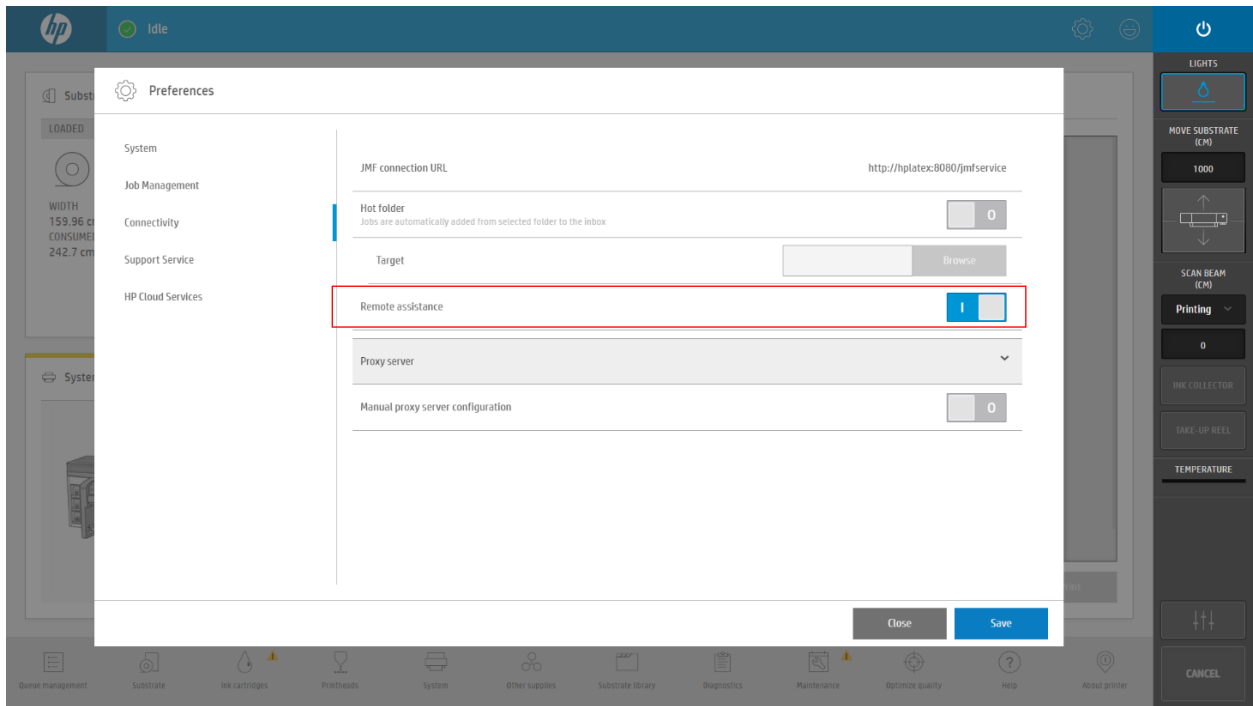 hp
Idle
Subst
LOADED
WIDTH
159.96 c
CONSUME
242.7 cm
System
Preferences
System
Job Management
Connectivity
Support Service
HP Cloud Services
JMF connection URL http://hplatex:8080/jmfservice
Hot folder
Jobs are automatically added from selected folder to the inbox
0
Target Browse
Remote assistance I
Proxy server
Manual proxy server configuration 0
Close Save
LIGHTS
MOVE SUBSTRATE
(CM)
1000
SCAN BEAM
(CM)
Printing
0
INK COLLECTOR
TAKE-UP REEL
TEMPERATURE
CANCEL
Queue management Substrate Ink cartridges Printheads System Other supplies Substrate library Diagnostics Maintenance Optimize quality Help About printer